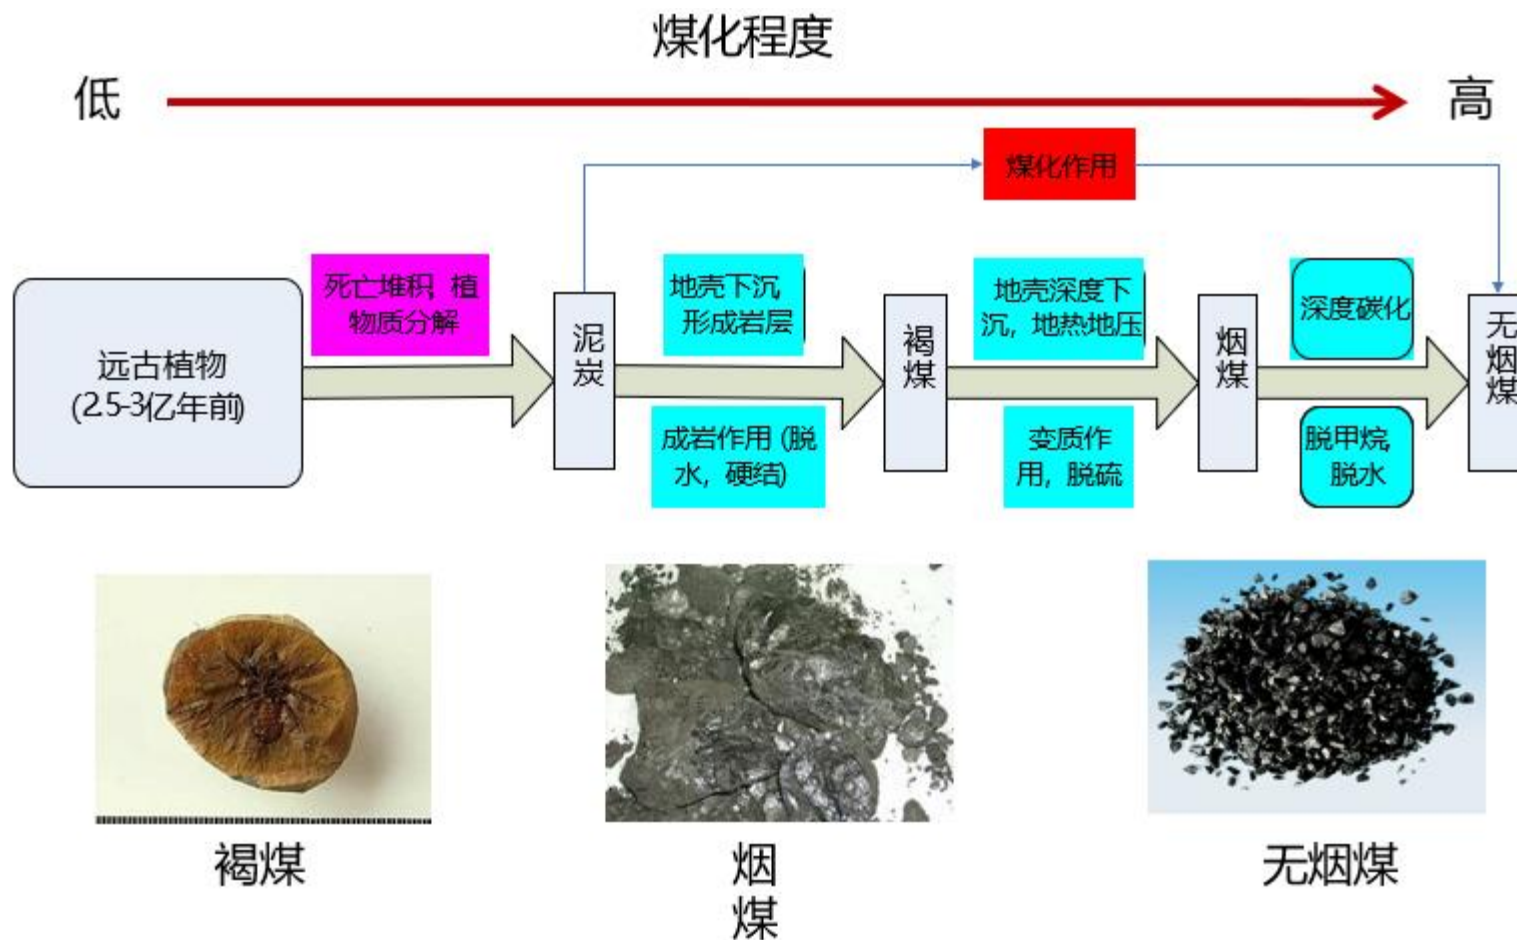 煤化程度
低
高
煤化作用
死亡堆积, 植
物质分解
地壳下沉,
形成岩层
地壳深度下
沉, 地热地压
深度碳化
远古植物
(25-3亿年前)
泥
炭
褐
煤
烟
煤
无
烟
煤
成岩作用 (脱
水, 硬结)
变质作
用, 脱硫
脱甲烷,
脱水
褐煤
烟
煤
无烟煤